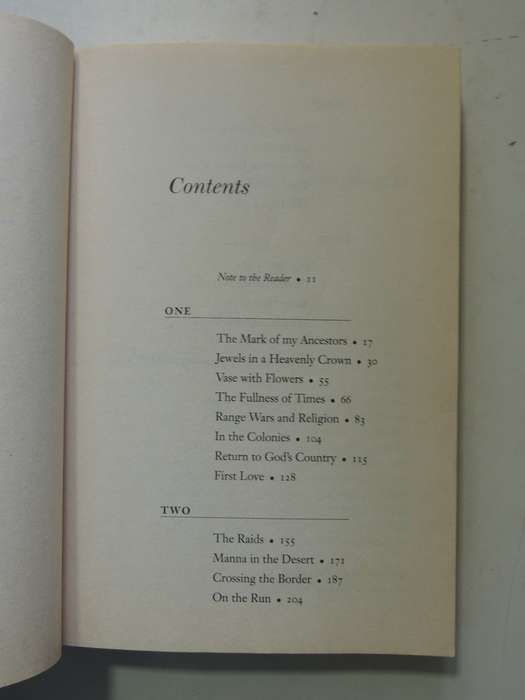 Contents
Note to the Reader • 11
ONE
The Mark of my Ancestors • 17
Jewels in a Heavenly Crown • 30
Vase with Flowers • 55
The Fullness of Times • 66
Range Wars and Religion • 83
In the Colonies • 104
Return to God's Country • 115
First Love • 128
TWO
The Raids • 155
Manna in the Desert • 171
Crossing the Border • 187
On the Run • 204